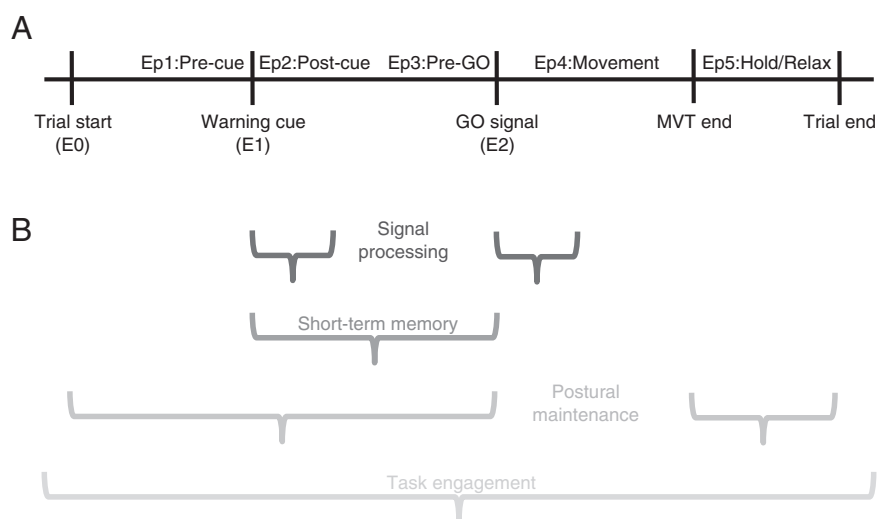 A
Ep1:Pre-cue Ep2:Post-cue Ep3:Pre-GO Ep4:Movement Ep5:Hold/Relax
Trial start Warning cue GO signal MVT end Trial end
(E0) (E1) (E2)
B
Signal
processing
Short-term memory
Postural
maintenance
Task engagement